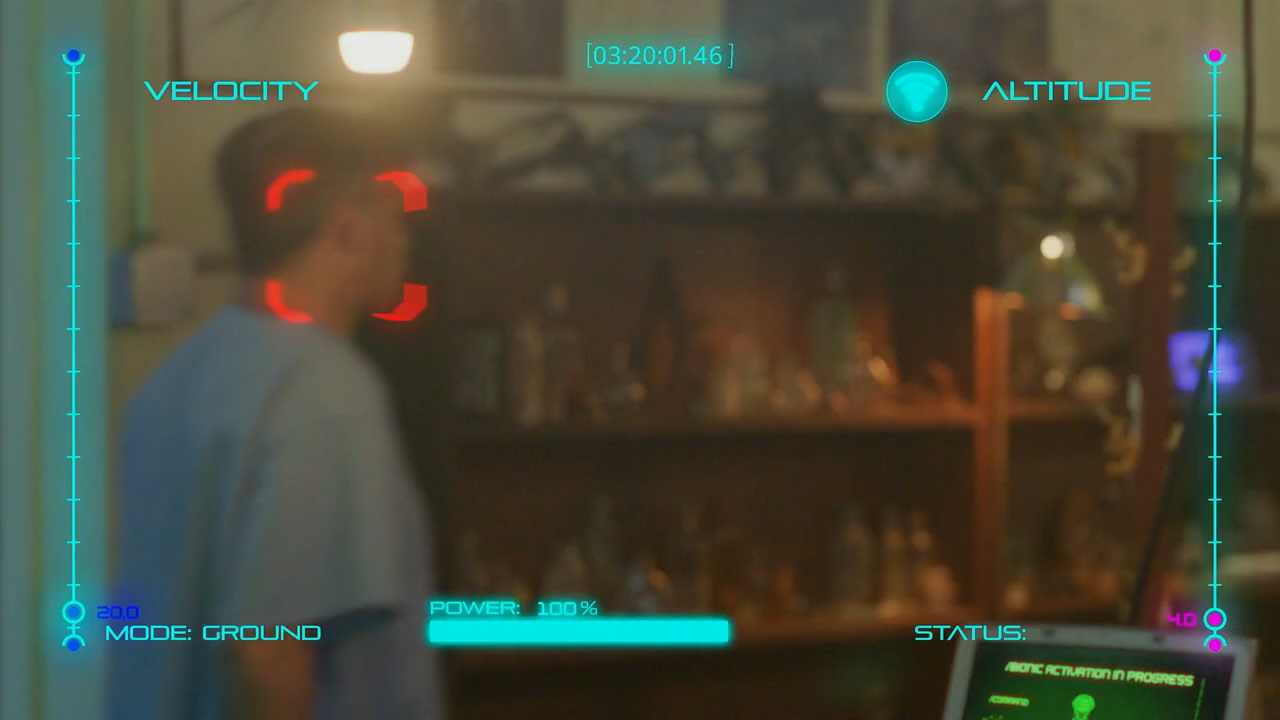 [03:20:01.46 ]
VELOCITY
ALTITUDE
20.0
4.0
POWER: 100%
MODE: GROUND
STATUS:
BIONIC ACTIVATION IN PROGRESS